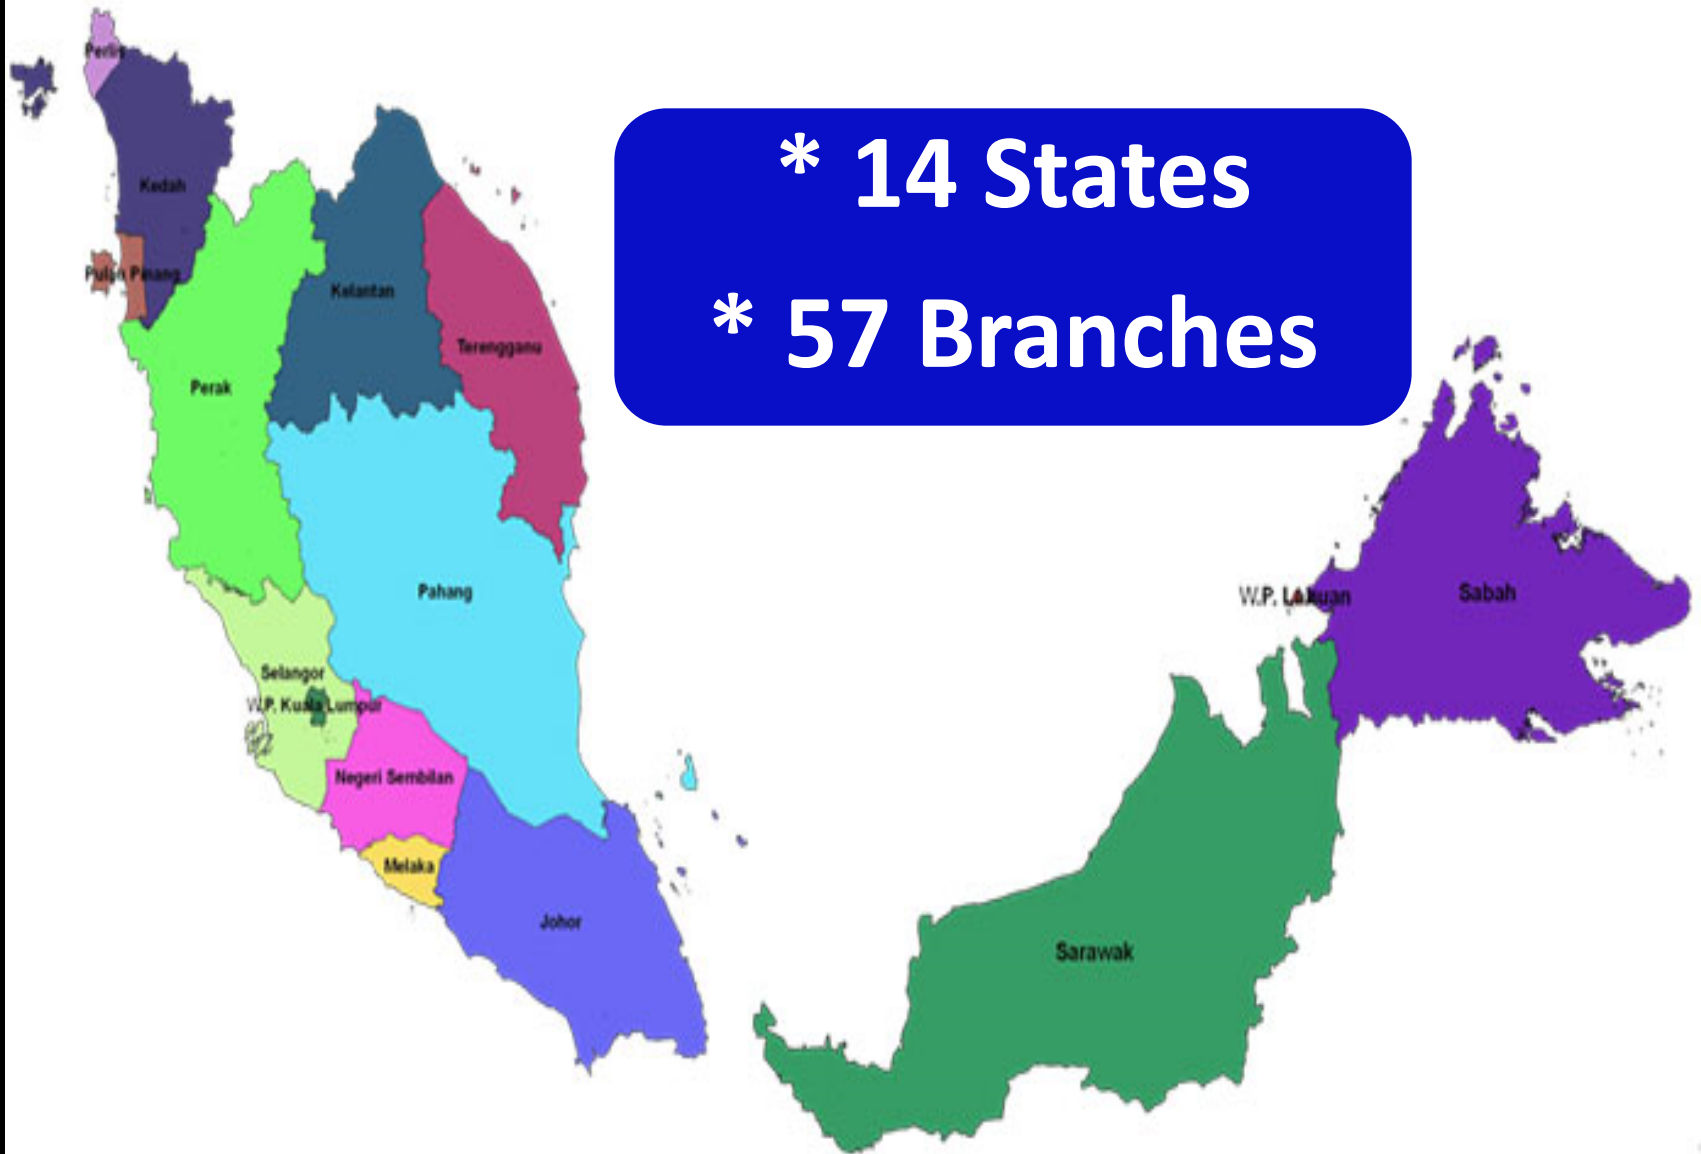 * 14 States
* 57 Branches
Perlis
Kedah
Pulau Pinang
Kelantan
Terengganu
Perak
Pahang
Selangor
W.P. Kuala Lumpur
Negeri Sembilan
Melaka
Johor
W.P. Labuan
Sabah
Sarawak